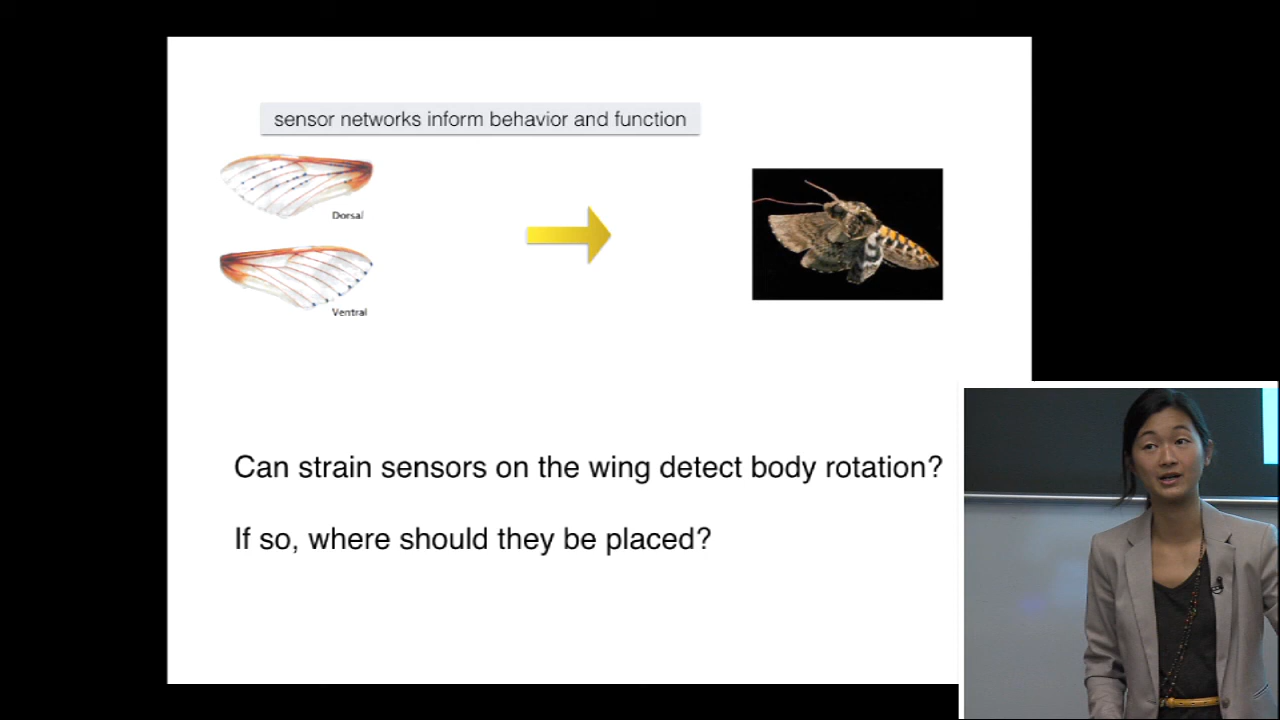 sensor networks inform behavior and function
Dorsal
Ventral
Can strain sensors on the wing detect body rotation?
If so, where should they be placed?